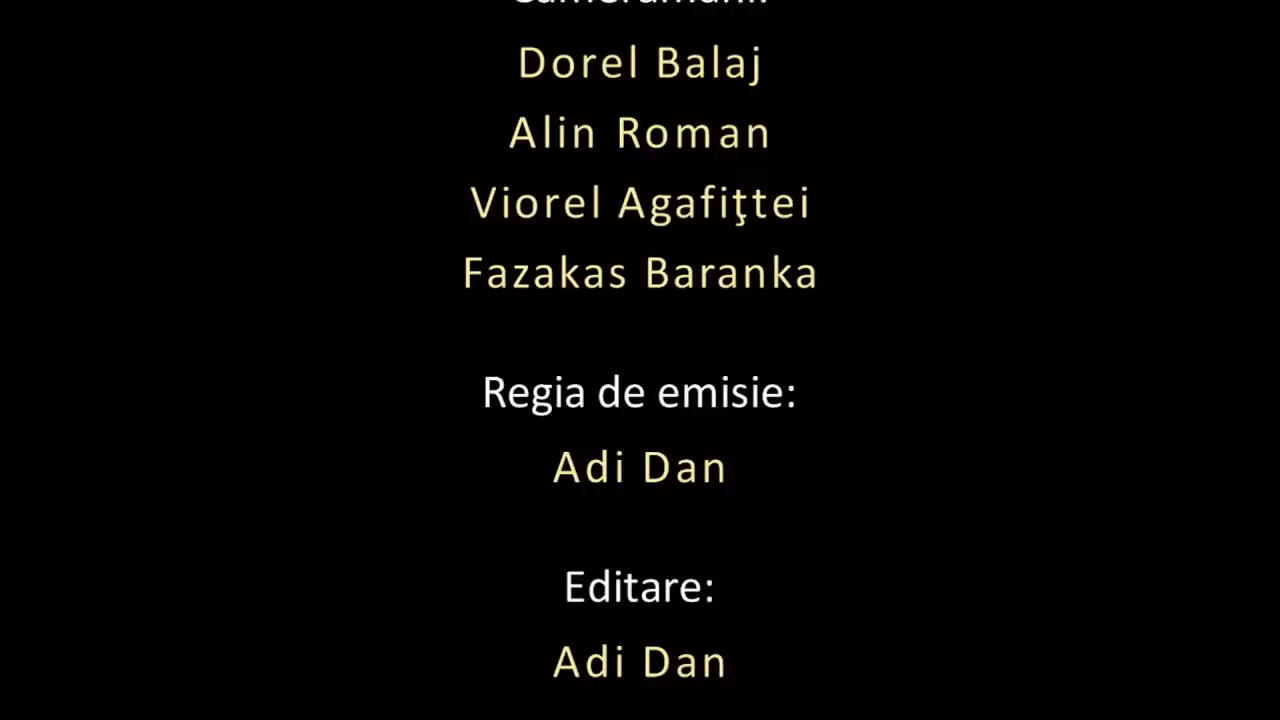 Dorel Balaj
Alin Roman
Viorel Agafiţtei
Fazakas Baranka
Regia de emisie:
Adi Dan
Editare:
Adi Dan